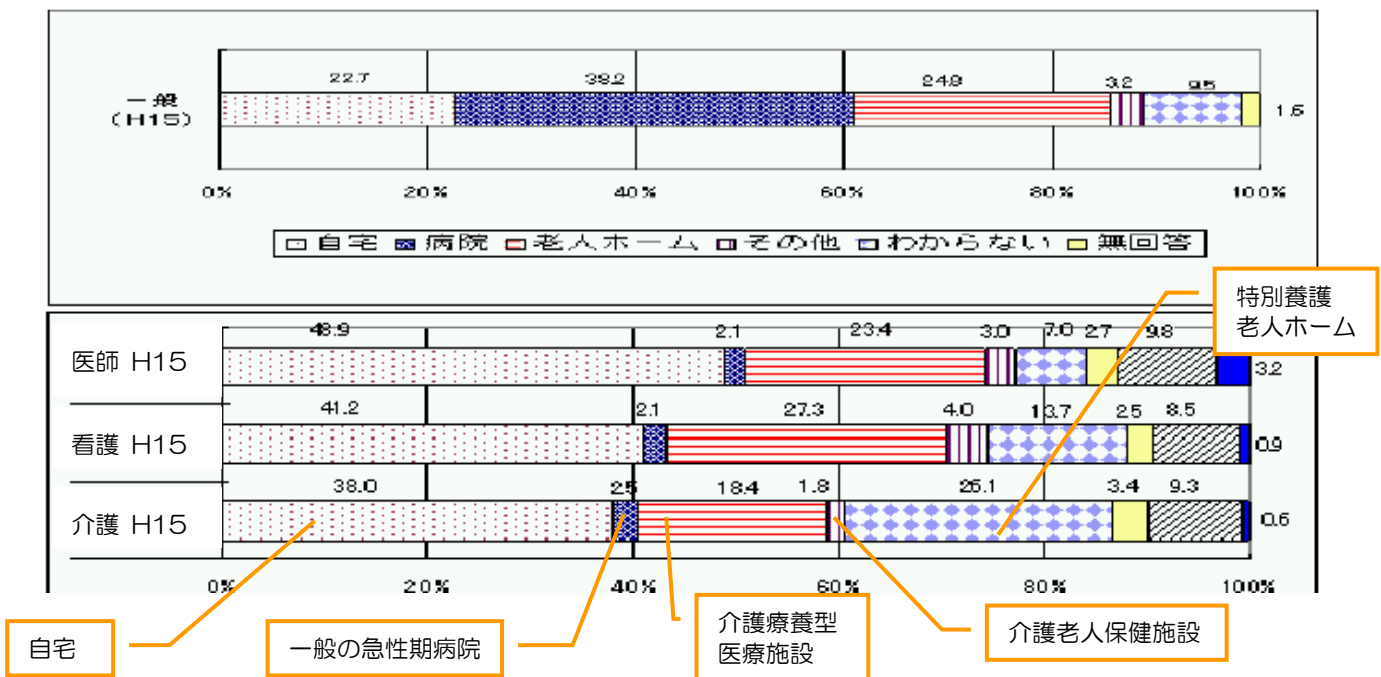 22.7 38.2 24.9 3.2 9.5
一般
(H15)
1.6
0% 20% 40% 60% 80% 100%
自宅 病院 老人ホーム その他 わからない 無回答
特別養護
老人ホーム
48.9 2.1 23.4 3.0 7.0 2.7 9.8
医師 H15
3.2
41.2 2.1 27.3 4.0 13.7 2.5 8.5
看護 H15
0.9
38.0 2.5 18.4 1.8 26.1 3.4 9.3
介護 H15
0.6
0% 20% 40% 60% 80% 100%
自宅
一般の急性期病院
介護療養型
医療施設
介護老人保健施設